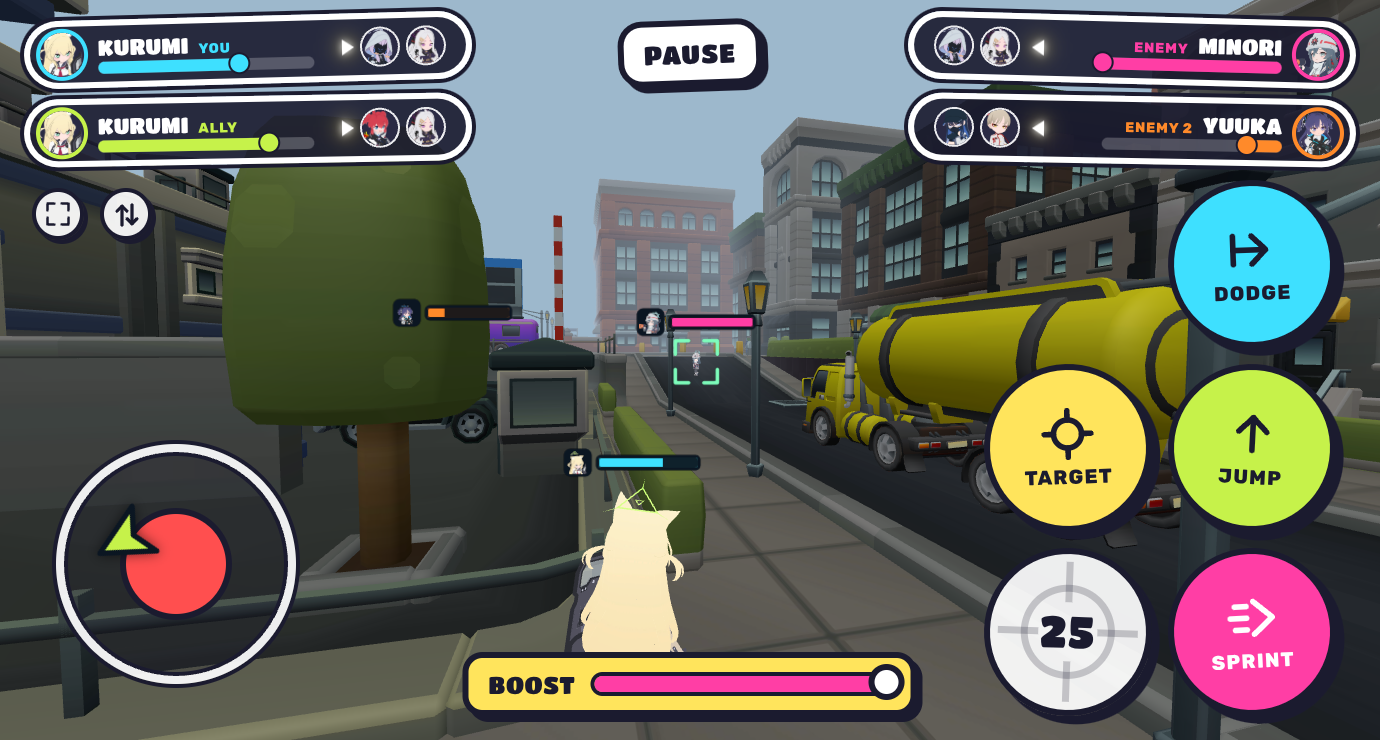 KURUMI YOU
KURUMI ALLY
PAUSE
ENEMY MINORI
ENEMY 2 YUUKA
DODGE
TARGET
JUMP
25
SPRINT
BOOST